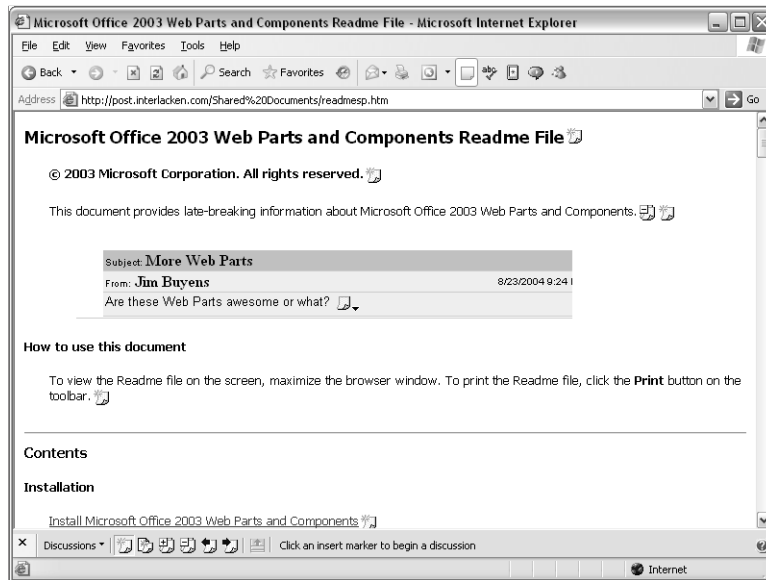 Microsoft Office 2003 Web Parts and Components Readme File - Microsoft Internet Explorer
File Edit View Favorites Tools Help
Back Search Favorites
Address http://post.interlacken.com/Shared%20Documents/readmesp.htm Go
Microsoft Office 2003 Web Parts and Components Readme File
© 2003 Microsoft Corporation. All rights reserved.
This document provides late-breaking information about Microsoft Office 2003 Web Parts and Components.
Subject: More Web Parts
From: Jim Buyens 8/23/2004 9:24
Are these Web Parts awesome or what?
How to use this document
To view the Readme file on the screen, maximize the browser window. To print the Readme file, click the Print button on the
toolbar.
Contents
Installation
Install Microsoft Office 2003 Web Parts and Components
Discussions Click an insert marker to begin a discussion
Internet